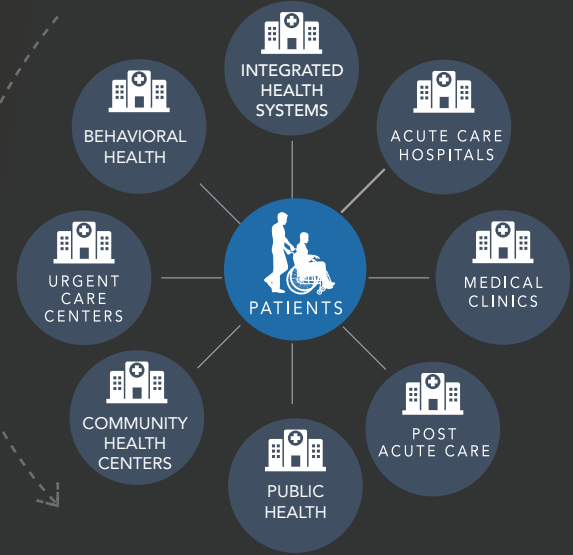 INTEGRATED
HEALTH
SYSTEMS
ACUTE CARE
HOSPITALS
MEDICAL
CLINICS
POST
ACUTE CARE
PUBLIC
HEALTH
COMMUNITY
HEALTH
CENTERS
URGENT
CARE
CENTERS
BEHAVIORAL
HEALTH
PATIENTS